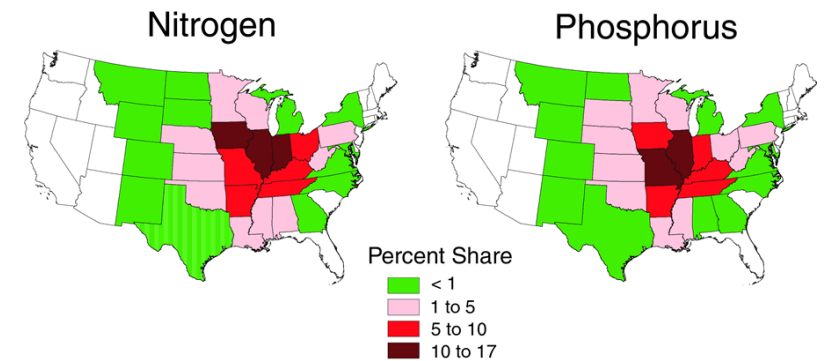 Nitrogen
Phosphorus
Percent Share
< 1
1 to 5
5 to 10
10 to 17